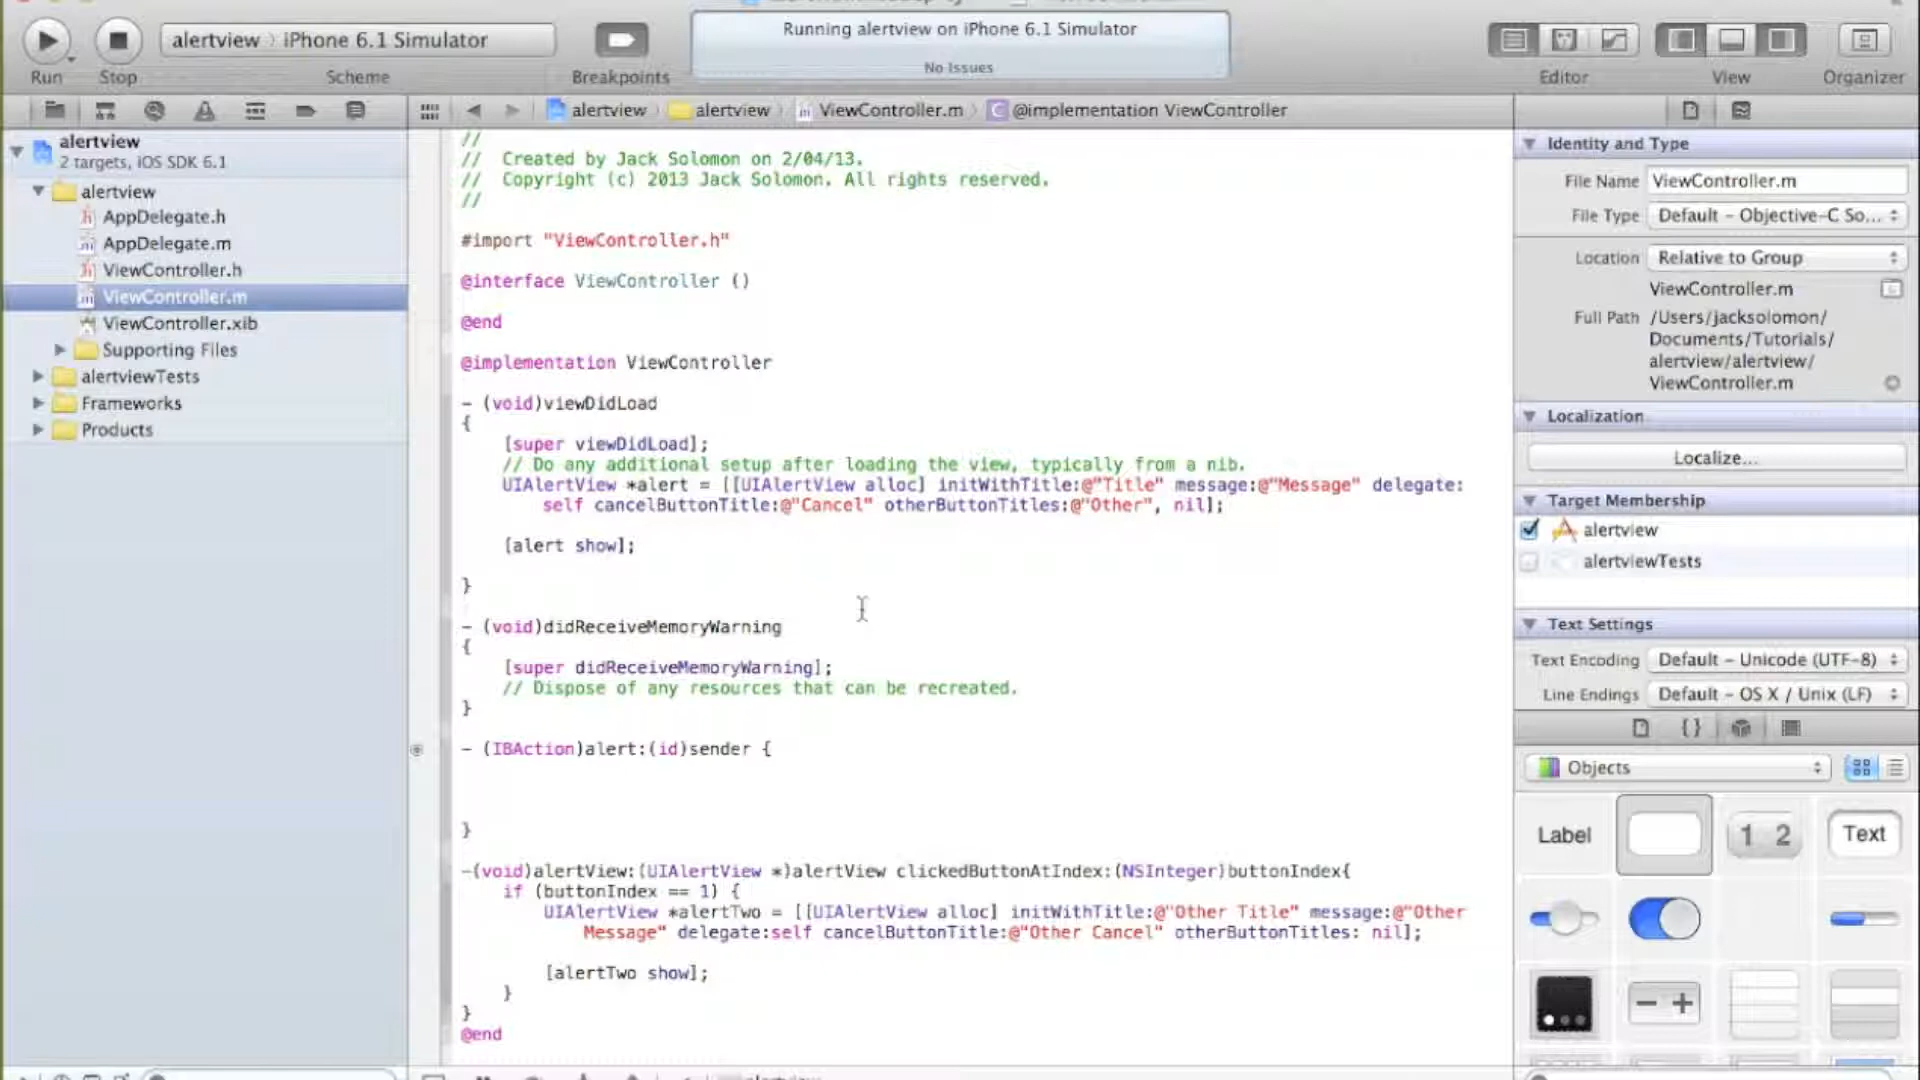 alertview › iPhone 6.1 Simulator
Running alertview on iPhone 6.1 Simulator
No Issues
Run
Stop
Scheme
Breakpoints
Editor
View
Organizer
alertview › alertview › ViewController.m › @implementation ViewController
alertview
2 targets, iOS SDK 6.1
alertview
AppDelegate.h
AppDelegate.m
ViewController.h
ViewController.m
ViewController.xib
Supporting Files
alertviewTests
Frameworks
Products
//
//  Created by Jack Solomon on 2/04/13.
//  Copyright (c) 2013 Jack Solomon. All rights reserved.
//
#import "ViewController.h"
@interface ViewController ()
@end
@implementation ViewController
- (void)viewDidLoad
{
[super viewDidLoad];
// Do any additional setup after loading the view, typically from a nib.
UIAlertView *alert = [[UIAlertView alloc] initWithTitle:@"Title" message:@"Message" delegate:
self cancelButtonTitle:@"Cancel" otherButtonTitles:@"Other", nil];
[alert show];
}
- (void)didReceiveMemoryWarning
{
[super didReceiveMemoryWarning];
// Dispose of any resources that can be recreated.
}
- (IBAction)alert:(id)sender {
}
-(void)alertView:(UIAlertView *)alertView clickedButtonAtIndex:(NSInteger)buttonIndex{
if (buttonIndex == 1) {
UIAlertView *alertTwo = [[UIAlertView alloc] initWithTitle:@"Other Title" message:@"Other
Message" delegate:self cancelButtonTitle:@"Other Cancel" otherButtonTitles: nil];
[alertTwo show];
}
}
@end
Identity and Type
File Name ViewController.m
File Type Default - Objective-C So...
Location Relative to Group
ViewController.m
Full Path /Users/jacksolomon/
Documents/Tutorials/
alertview/alertview/
ViewController.m
Localization
Localize...
Target Membership
alertview
alertviewTests
Text Settings
Text Encoding Default - Unicode (UTF-8)
Line Endings Default - OS X / Unix (LF)
{}
Objects
Label
1 2
Text